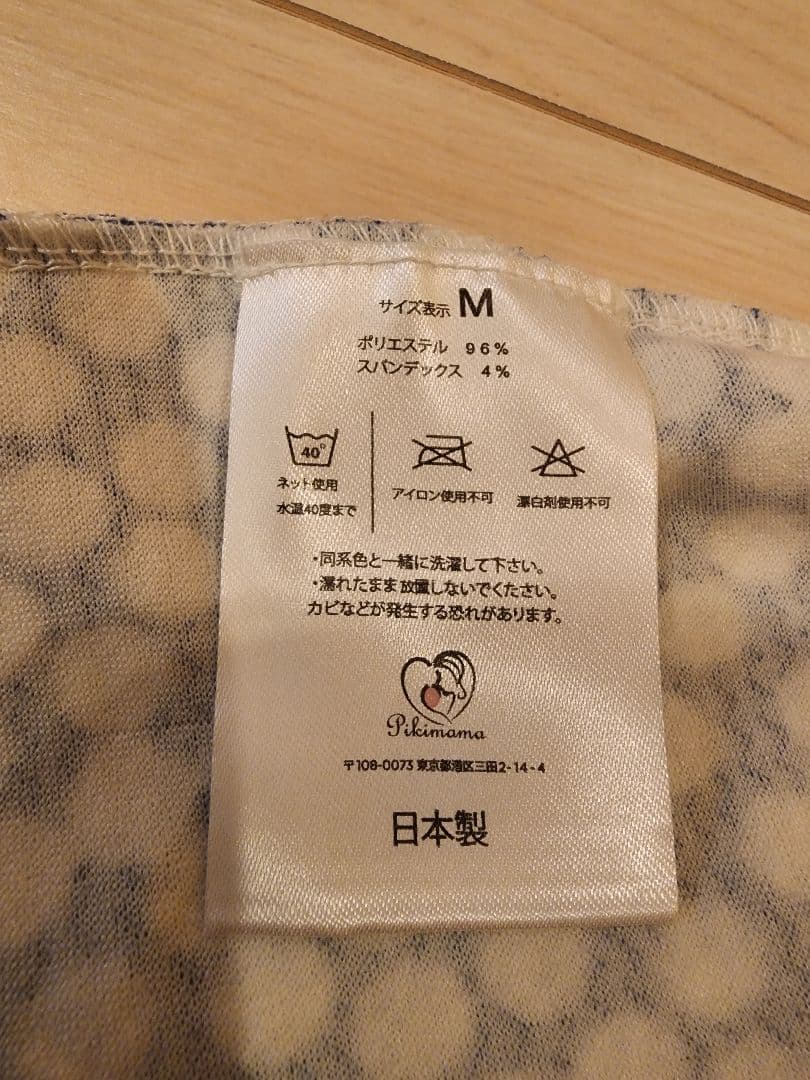 サイズ表示 M
ポリエステル 96%
スパンデックス 4%
40°
ネット使用
水温40度まで
アイロン使用不可
漂白剤使用不可
・同系色と一緒に洗濯して下さい。
・濡れたまま放置しないでください。
カビなどが発生する恐れがあります。
Pikimama
〒108-0073 東京都港区三田2-14-4
日本製